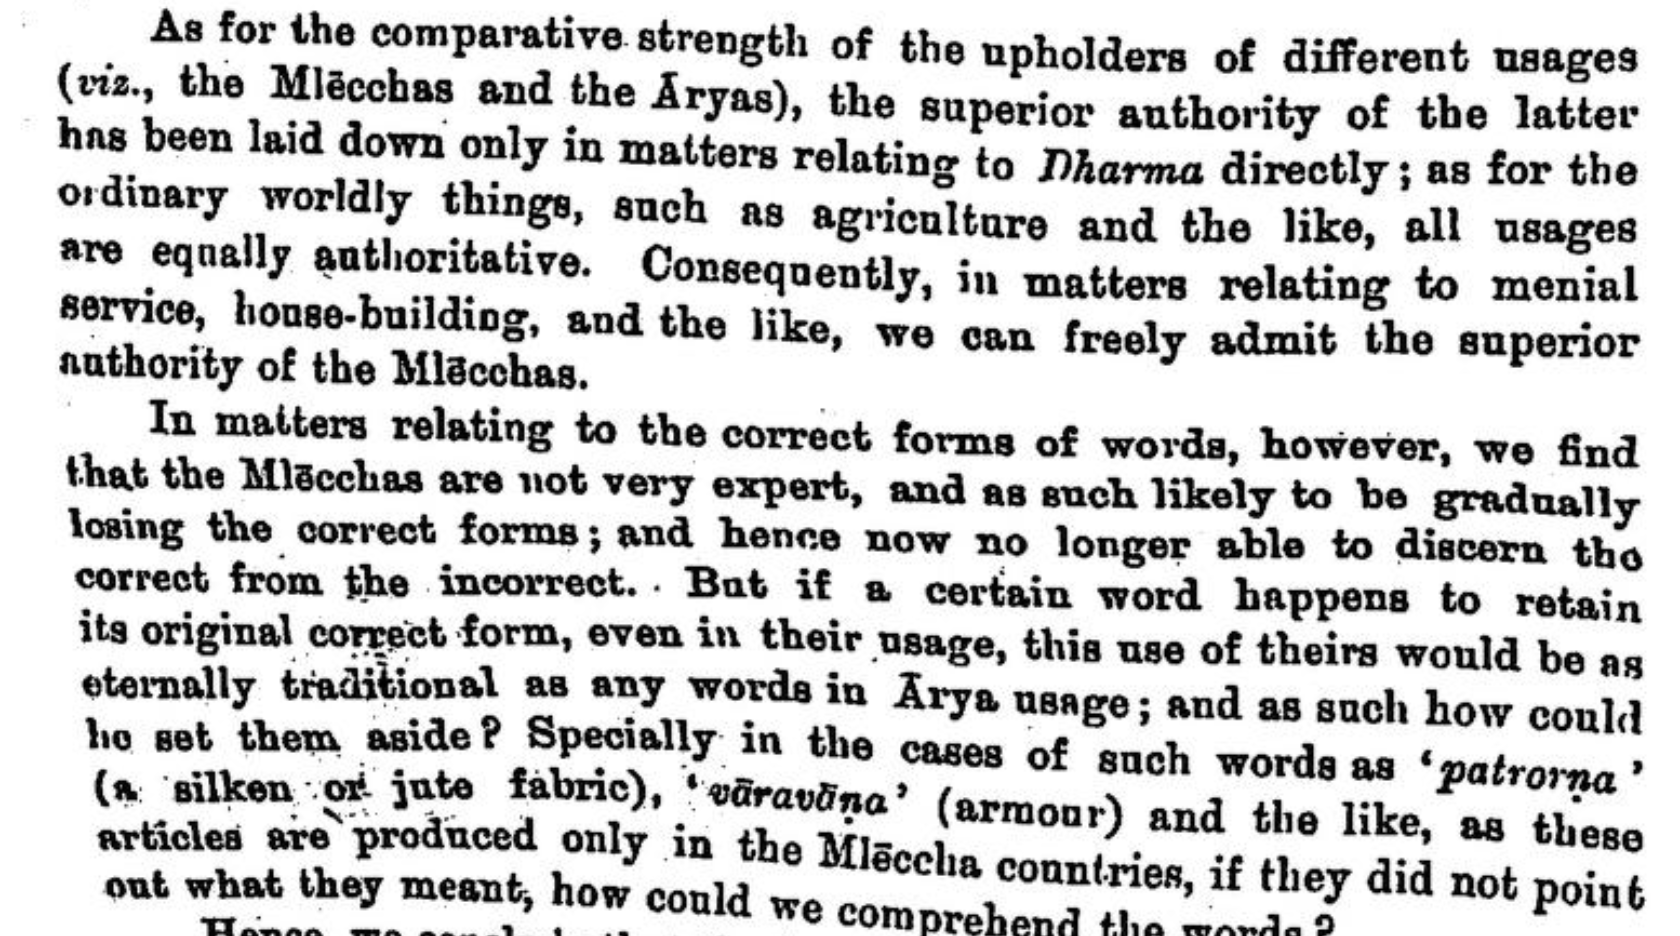 As for the comparative strength of the upholders of different usages
(viz., the Mlēcchas and the Āryas), the superior authority of the latter
has been laid down only in matters relating to Dharma directly; as for the
ordinary worldly things, such as agriculture and the like, all usages
are equally authoritative. Consequently, in matters relating to menial
service, house-building, and the like, we can freely admit the superior
authority of the Mlēcchas.
In matters relating to the correct forms of words, however, we find
that the Mlēcchas are not very expert, and as such likely to be gradually
losing the correct forms; and hence now no longer able to discern the
correct from the incorrect. But if a certain word happens to retain
its original correct form, even in their usage, this use of theirs would be as
eternally traditional as any words in Ārya usage; and as such how could
he set them aside? Specially in the cases of such words as ‘patrorṇa’
(a silken or jute fabric), ‘vāravāṇa’ (armour) and the like, as these
articles are produced only in the Mlēccha countries, if they did not point
out what they meant, how could we comprehend the words?
Hence, we